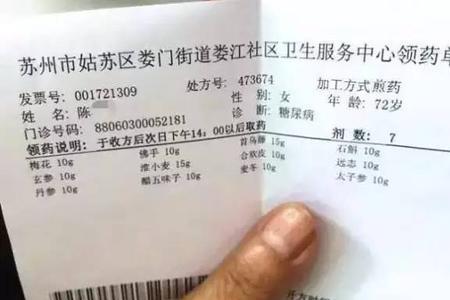 苏州市姑苏区娄门街道娄江社区卫生服务中心领药单
发票号: 001721309 处方号: 473674 加工方式煎药
姓 名: 陈 性 别: 女 年 龄: 72岁
门诊号码: 88060300052181 诊 断: 糖尿病
领药说明: 于收方后次日下午14: 00以后取药 剂 数: 7
梅花 10g 佛手 10g 首乌藤 15g 石斛 10g
玄参 10g 淮小麦 15g 合欢皮 10g 远志 10g
丹参 10g 醋五味子 10g 麦冬 10g 太子参 10g